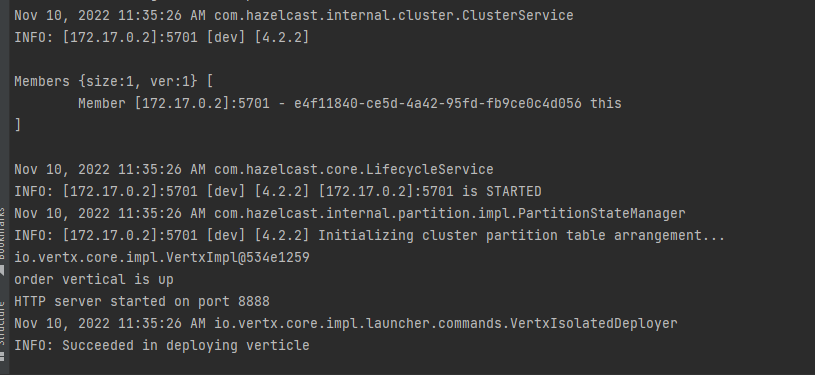 Nov 10, 2022 11:35:26 AM com.hazelcast.internal.cluster.ClusterService
INFO: [172.17.0.2]:5701 [dev] [4.2.2]
Members {size:1, ver:1} [
Member [172.17.0.2]:5701 - e4f11840-ce5d-4a42-95fd-fb9ce0c4d056 this
]
Nov 10, 2022 11:35:26 AM com.hazelcast.core.LifecycleService
INFO: [172.17.0.2]:5701 [dev] [4.2.2] [172.17.0.2]:5701 is STARTED
Nov 10, 2022 11:35:26 AM com.hazelcast.internal.partition.impl.PartitionStateManager
INFO: [172.17.0.2]:5701 [dev] [4.2.2] Initializing cluster partition table arrangement...
io.vertx.core.impl.VertxImpl@534e1259
order vertical is up
HTTP server started on port 8888
Nov 10, 2022 11:35:26 AM io.vertx.core.impl.launcher.commands.VertxIsolatedDeployer
INFO: Succeeded in deploying verticle
Bookmarks
Structure